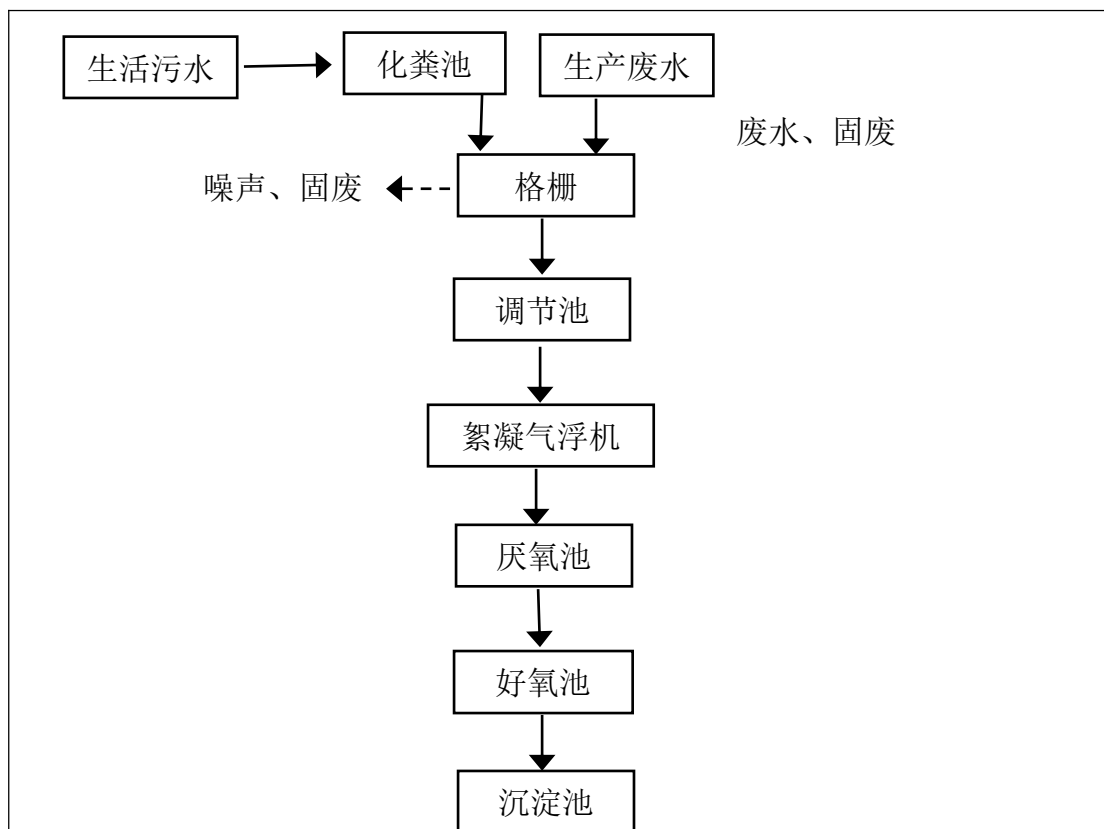 生活污水
化粪池
生产废水
废水、固废
噪声、固废
格栅
调节池
絮凝气浮机
厌氧池
好氧池
沉淀池